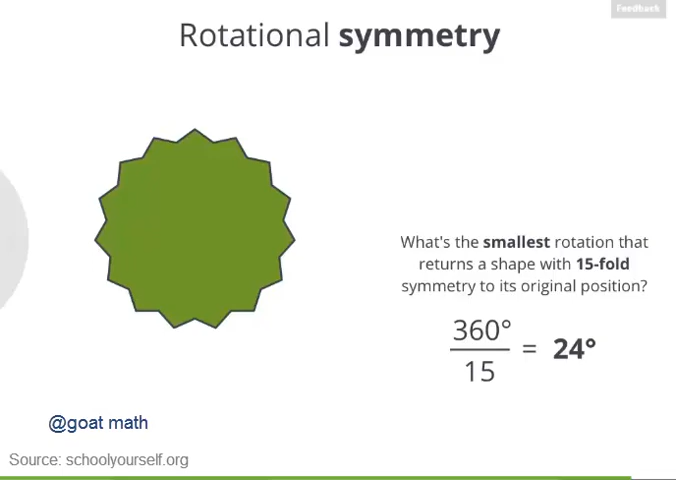 Feedback
Rotational symmetry
What's the smallest rotation that
returns a shape with 15-fold
symmetry to its original position?
360°
15
= 24°
@goat math
Source: schoolyourself.org